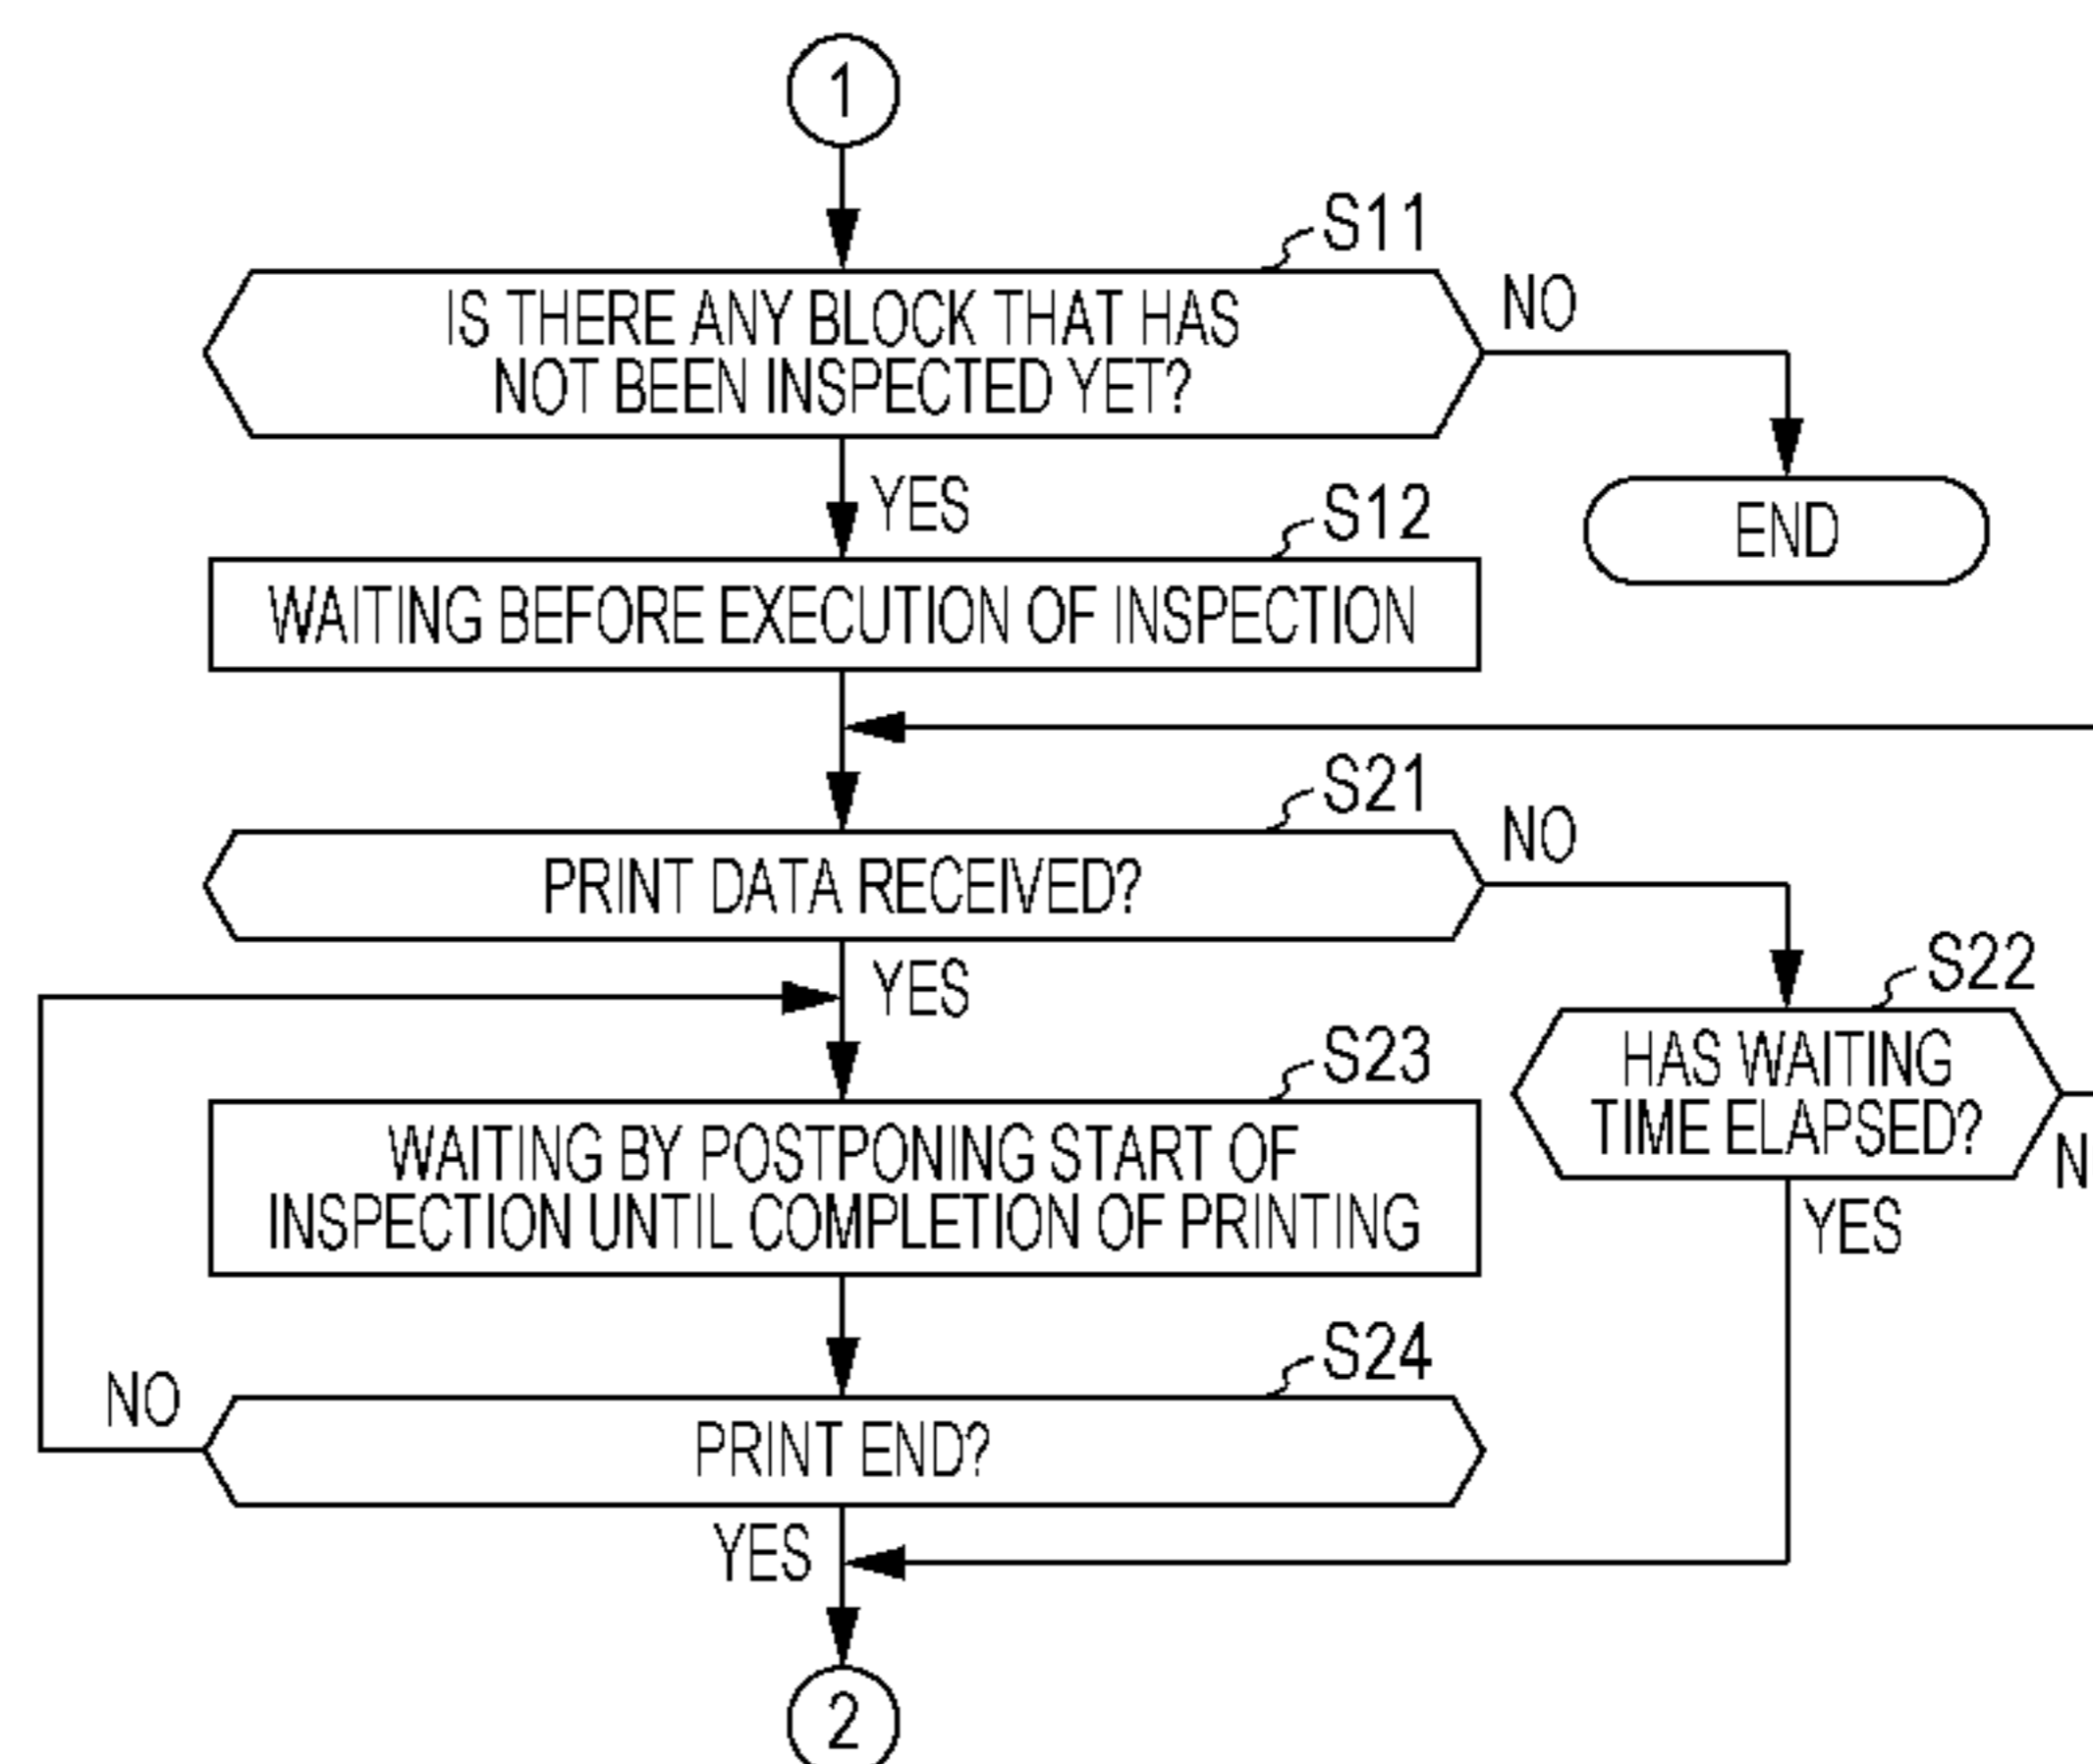 1
S11
IS THERE ANY BLOCK THAT HAS
NOT BEEN INSPECTED YET?
NO
YES
END
S12
WAITING BEFORE EXECUTION OF INSPECTION
S21
PRINT DATA RECEIVED?
NO
YES
S22
HAS WAITING
TIME ELAPSED?
N
YES
S23
WAITING BY POSTPONING START OF
INSPECTION UNTIL COMPLETION OF PRINTING
S24
PRINT END?
NO
YES
2